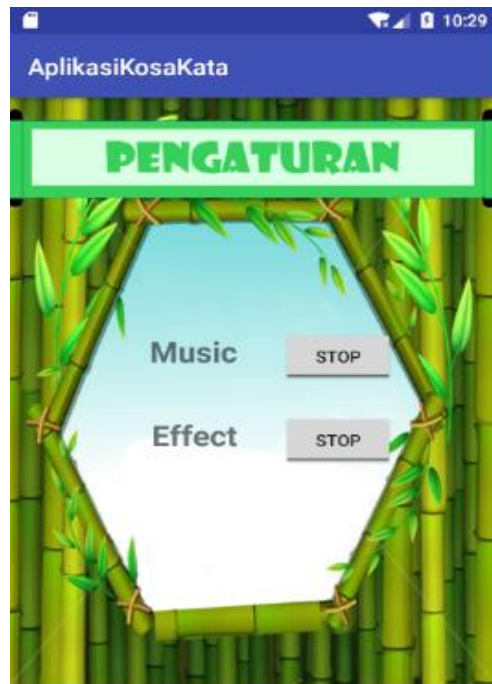 10:29
AplikasiKosaKata
PENGATURAN
Music STOP
Effect STOP